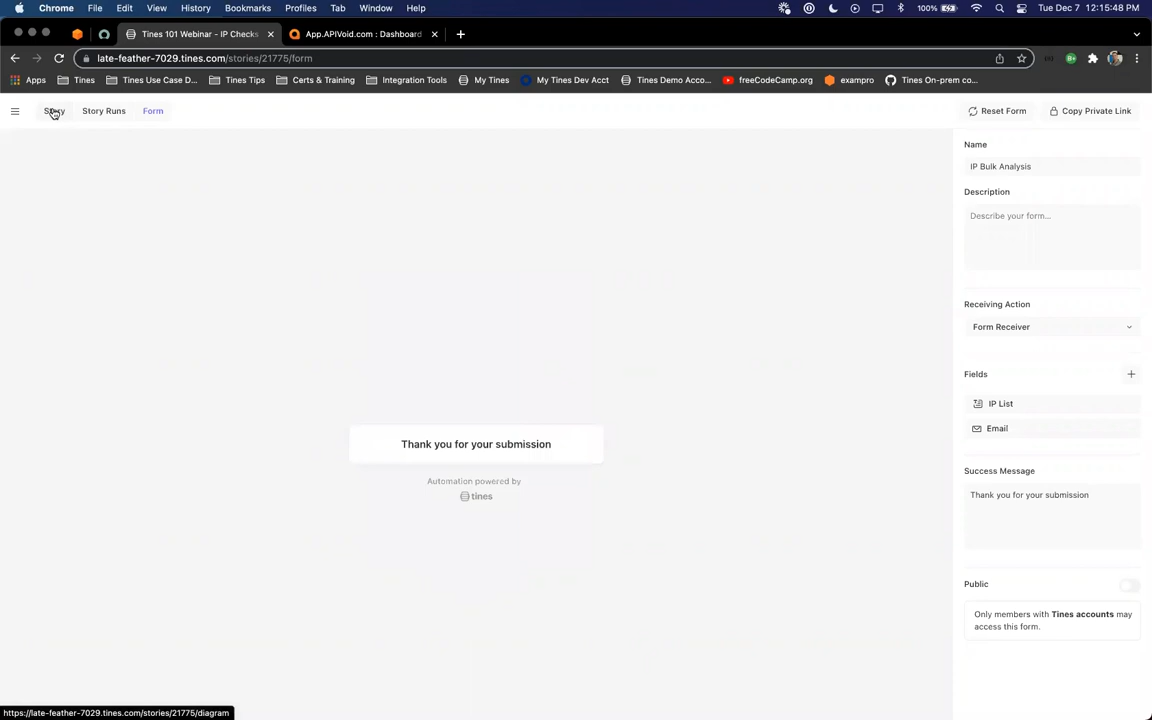 Chrome File Edit View History Bookmarks Profiles Tab Window Help
100% Tue Dec 7 12:15:48 PM
Tines 101 Webinar - IP Checks
App.APIVoid.com : Dashboard
late-feather-7029.tines.com/stories/21775/form
Apps Tines Tines Use Case D... Tines Tips Certs & Training Integration Tools My Tines My Tines Dev Acct Tines Demo Acco... freeCodeCamp.org exampro Tines On-prem co...
Story Story Runs Form Reset Form Copy Private Link
Name
IP Bulk Analysis
Description
Describe your form...
Receiving Action
Form Receiver
Fields
IP List
Email
Thank you for your submission
Automation powered by
tines
Success Message
Thank you for your submission
Public
Only members with Tines accounts may
access this form.
https://late-feather-7029.tines.com/stories/21775/diagram